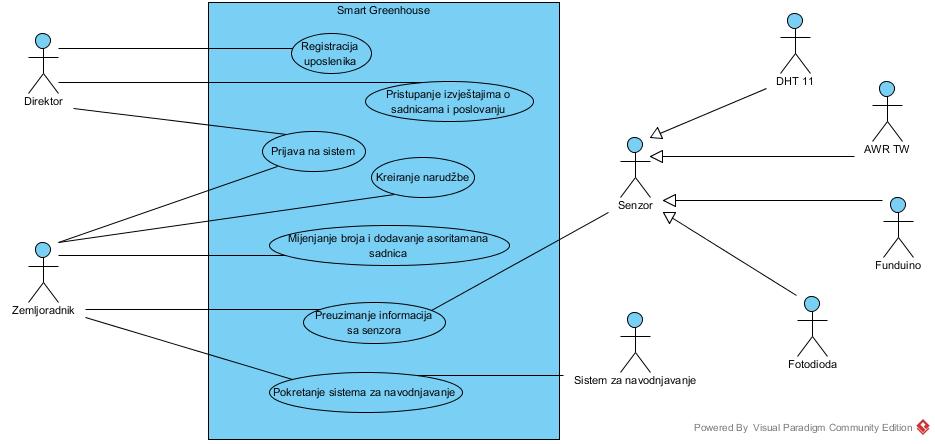 Smart Greenhouse
Direktor
Registracija
uposlenika
Pristupanje izvještajima o
sadnicama i poslovanju
Prijava na sistem
Kreiranje narudžbe
Mijenjanje broja i dodavanje asoritamana
sadnica
Zemljoradnik
Preuzimanje informacija
sa senzora
Pokretanje sistema za navodnjavanje
DHT 11
AWR TW
Senzor
Funduino
Fotodioda
Sistem za navodnjavanje
Powered By Visual Paradigm Community Edition